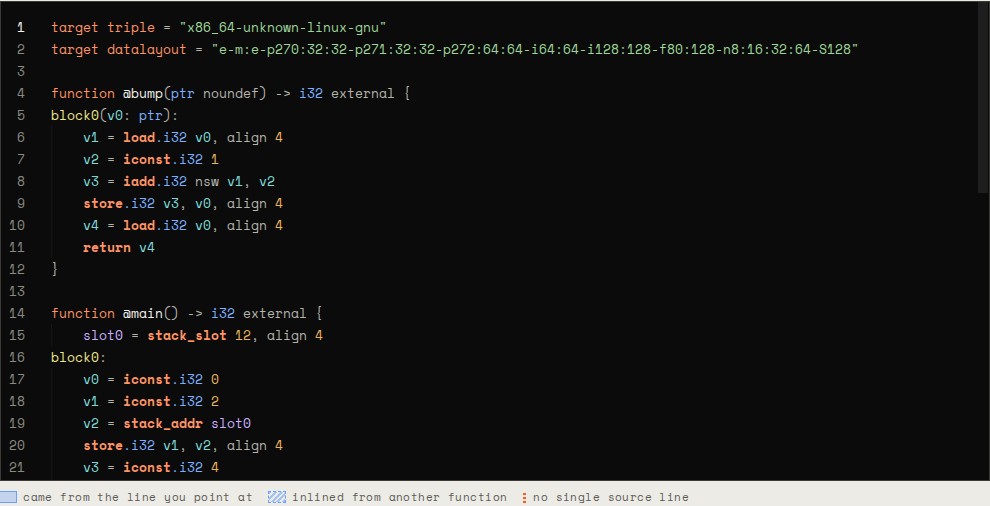 1 target triple = "x86_64-unknown-linux-gnu"
2 target datalayout = "e-m:e-p270:32:32-p271:32:32-p272:64:64-i64:64-i128:128-f80:128-n8:16:32:64-S128"
3
4 function @bump(ptr noundef) -> i32 external {
5 block0(v0: ptr):
6     v1 = load.i32 v0, align 4
7     v2 = iconst.i32 1
8     v3 = iadd.i32 nsw v1, v2
9     store.i32 v3, v0, align 4
10     v4 = load.i32 v0, align 4
11     return v4
12 }
13
14 function @main() -> i32 external {
15     slot0 = stack_slot 12, align 4
16 block0:
17     v0 = iconst.i32 0
18     v1 = iconst.i32 2
19     v2 = stack_addr slot0
20     store.i32 v1, v2, align 4
21     v3 = iconst.i32 4
came from the line you point at inlined from another function no single source line